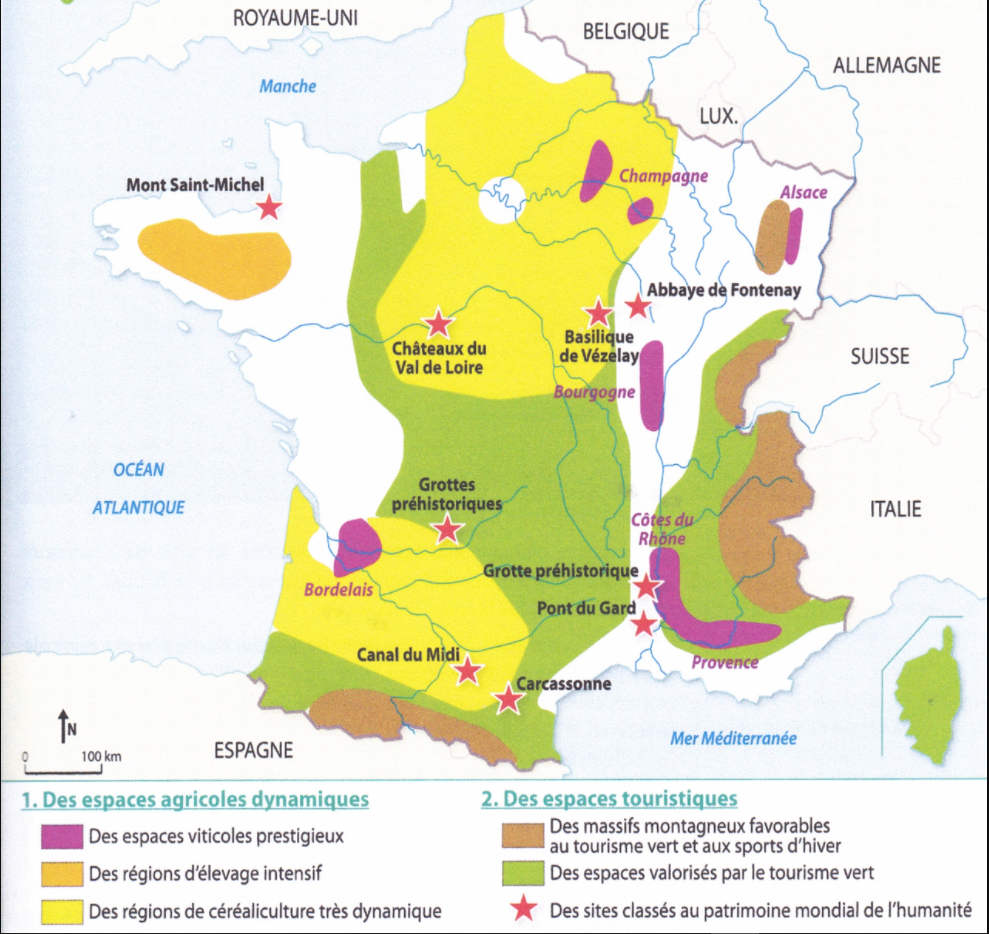 ROYAUME-UNI
BELGIQUE
ALLEMAGNE
Manche
LUX.
Mont Saint-Michel
Champagne
Alsace
Abbaye de Fontenay
Châteaux du
Val de Loire
Basilique
de Vézelay
Bourgogne
SUISSE
OCÉAN
ATLANTIQUE
Grottes
préhistoriques
ITALIE
Côtes du
Rhône
Grotte préhistorique
Bordelais
Pont du Gard
Canal du Midi
Provence
Carcassonne
N
0 100 km
ESPAGNE
Mer Méditerranée
1. Des espaces agricoles dynamiques
Des espaces viticoles prestigieux
Des régions d'élevage intensif
Des régions de céréaliculture très dynamique
2. Des espaces touristiques
Des massifs montagneux favorables
au tourisme vert et aux sports d'hiver
Des espaces valorisés par le tourisme vert
Des sites classés au patrimoine mondial de l'humanité